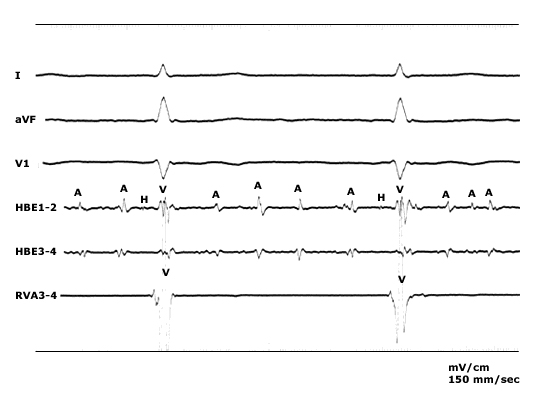 I
aVF
V1
A A H V A A A A H V A A A
HBE1-2
HBE3-4
V V
RVA3-4
mV/cm
150 mm/sec